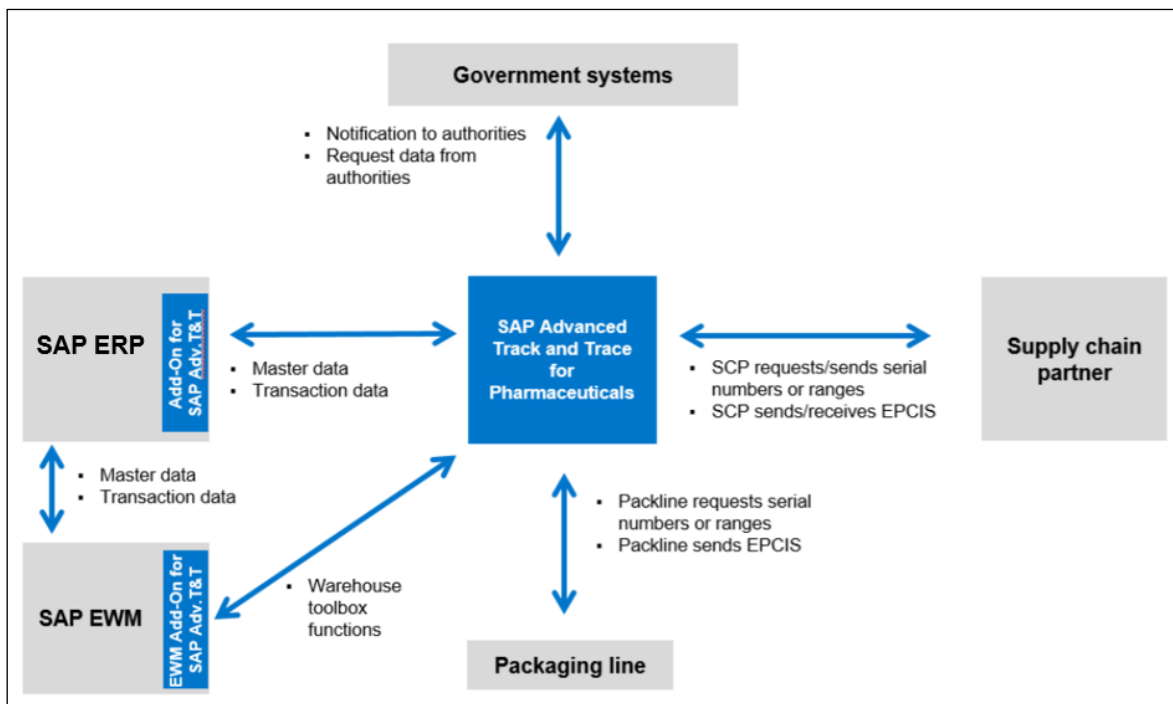 Government systems
▪ Notification to authorities
▪ Request data from
authorities
SAP ERP
Add-On for
SAP Adv.T&T
▪ Master data
▪ Transaction data
SAP Advanced
Track and Trace
for
Pharmaceuticals
▪ SCP requests/sends serial
numbers or ranges
▪ SCP sends/receives EPCIS
Supply chain
partner
▪ Master data
▪ Transaction data
▪ Packline requests serial
numbers or ranges
▪ Packline sends EPCIS
SAP EWM
EWM Add-On for
SAP Adv.T&T
▪ Warehouse
toolbox
functions
Packaging line